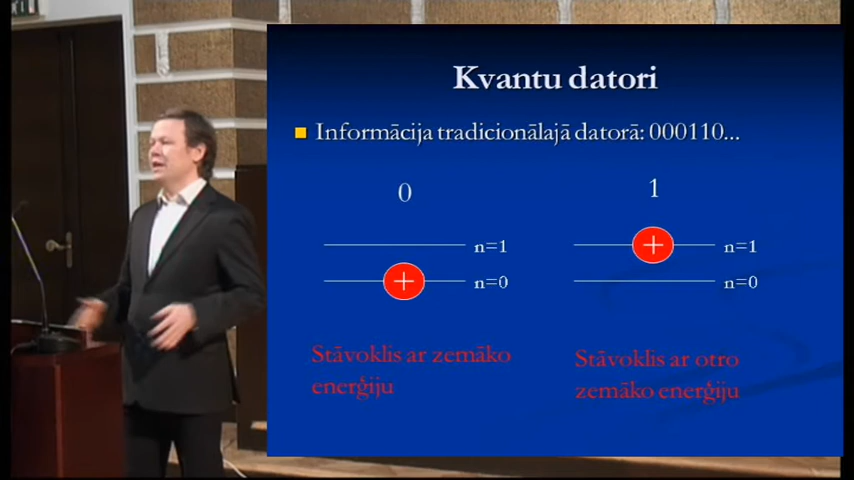 Kvantu datori
Informācija tradicionālajā datorā: 000110...
0
1
n=1
n=1
n=0
n=0
Stāvoklis ar zemāko
enerģiju
Stāvoklis ar otro
zemāko enerģiju